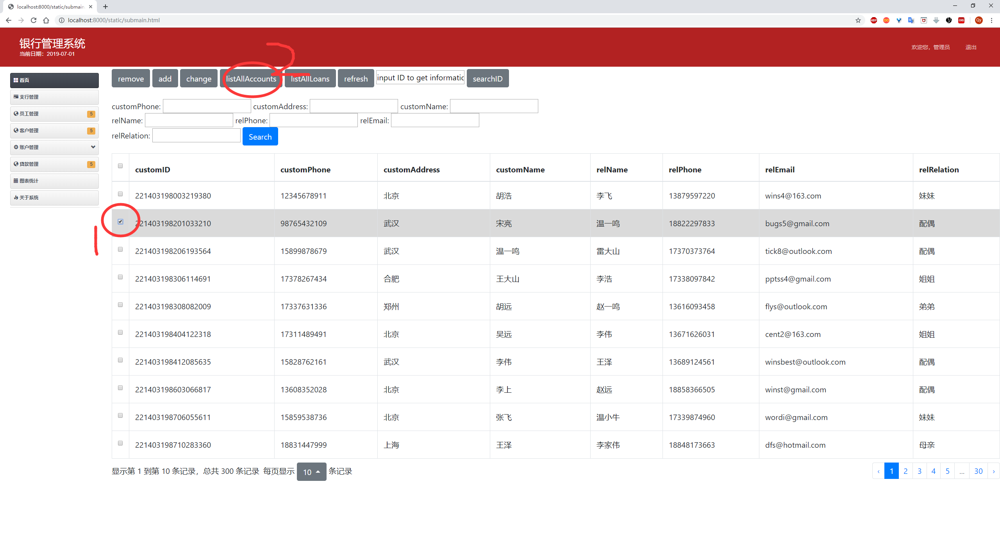 localhost:8000/static/submain
localhost:8000/static/submain.html
ABP
CORS
Qy
银行管理系统
当前日期：2019-07-01
欢迎您，管理员 退出
首页
支行管理
员工管理 5
客户管理 5
账户管理
贷款管理 5
图表统计
关于系统
remove add change listAllAccounts listAllLoans refresh input ID to get informatic searchID
2
customPhone: customAddress: customName:
relName: relPhone: relEmail:
relRelation: Search
customID customPhone customAddress customName relName relPhone relEmail relRelation
221403198003219380 12345678911 北京 胡浩 李飞 13879597220 wins4@163.com 妹妹
221403198201033210 98765432109 武汉 宋亮 温一鸣 18822297833 bugs5@gmail.com 配偶
1
221403198206193564 15899878679 武汉 温一鸣 雷大山 17370373764 tick8@outlook.com 配偶
221403198306114691 17378267434 合肥 王大山 李浩 17338097842 pptss4@gmail.com 姐姐
221403198308082009 17337631336 郑州 胡远 赵一鸣 13616093458 flys@outlook.com 弟弟
221403198404122318 17311489491 北京 吴远 李伟 13671626031 cent2@163.com 姐姐
221403198412085635 15828762161 武汉 李伟 王泽 13689124561 winsbest@outlook.com 配偶
221403198603066817 13608352028 北京 李上 赵远 18858366505 winst@gmail.com 配偶
221403198706055611 15859538736 北京 张飞 温小牛 17339874960 wordi@gmail.com 妹妹
221403198710283360 18831447999 上海 王泽 李家伟 18848173663 dfs@hotmail.com 母亲
显示第 1 到第 10 条记录，总共 300 条记录 每页显示 10 条记录
‹ 1 2 3 4 5 ... 30 ›